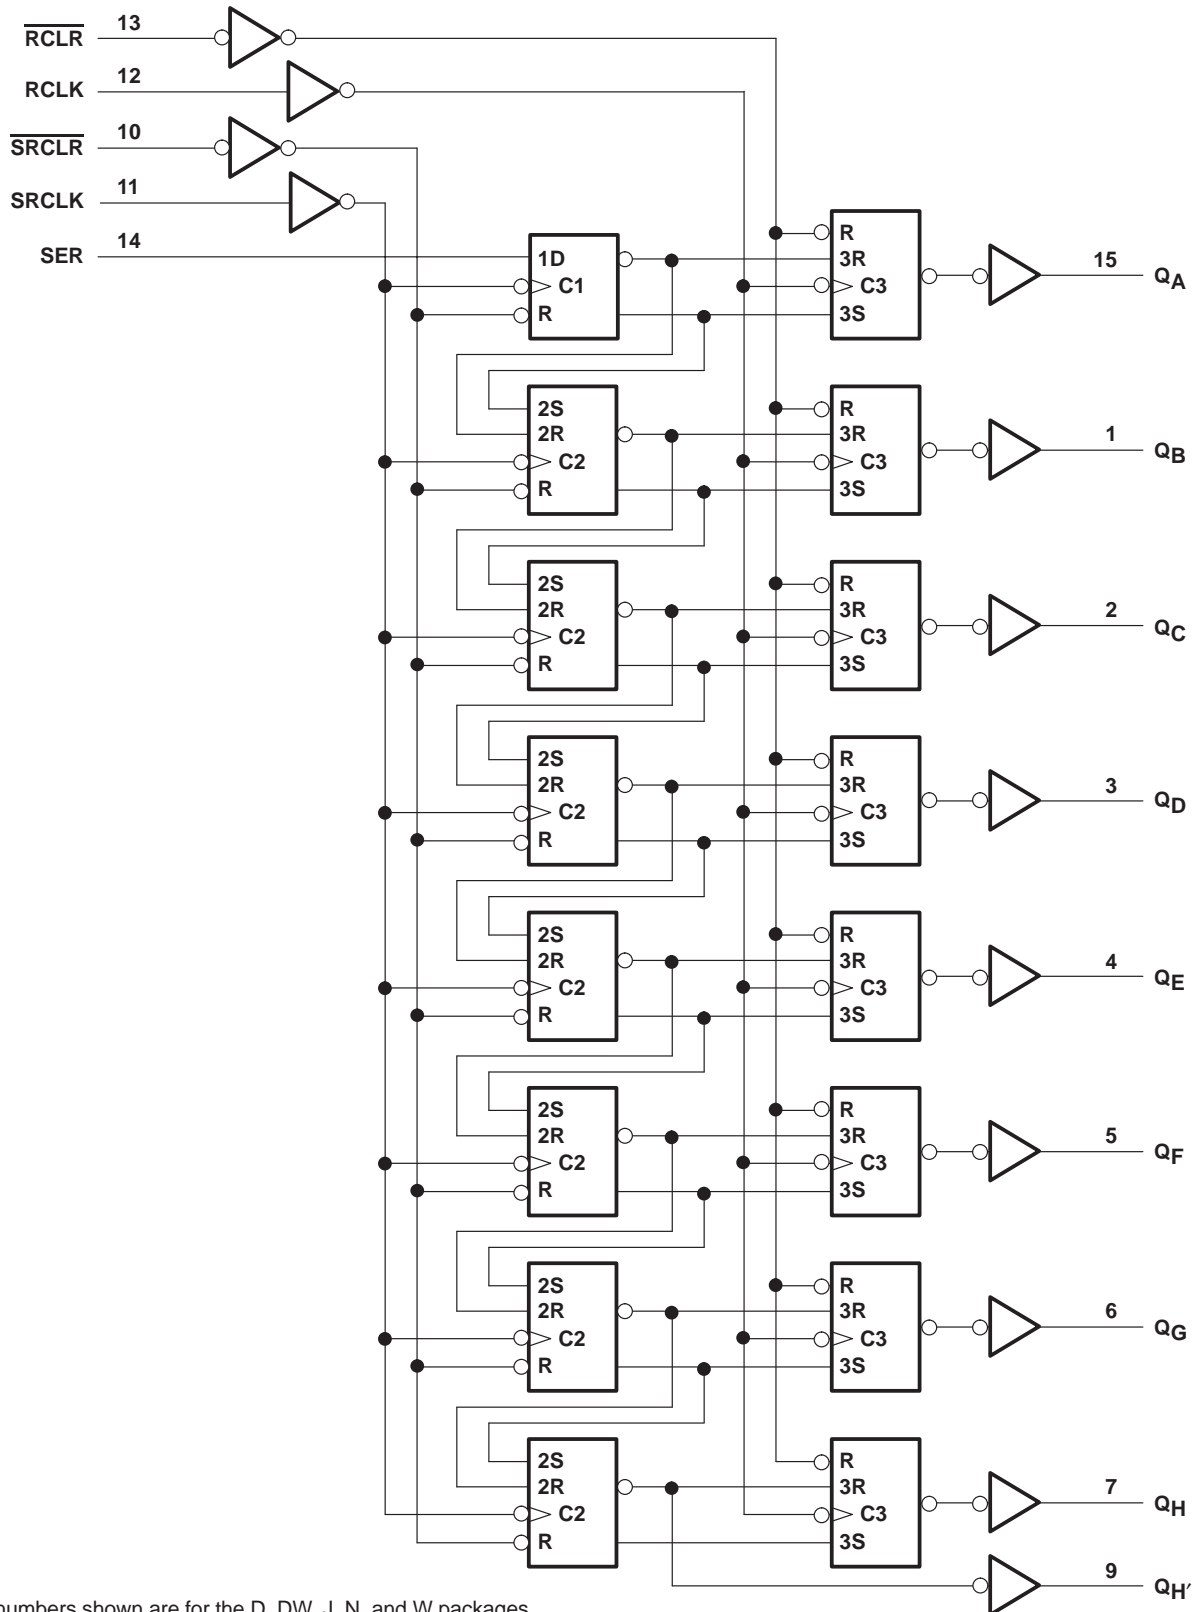 RCLR 13
RCLK 12
SRCLR 10
SRCLK 11
SER 14
1D
C1
R
R
3R
C3
3S
15 QA
2S
2R
C2
R
R
3R
C3
3S
1 QB
2S
2R
C2
R
R
3R
C3
3S
2 QC
2S
2R
C2
R
R
3R
C3
3S
3 QD
2S
2R
C2
R
R
3R
C3
3S
4 QE
2S
2R
C2
R
R
3R
C3
3S
5 QF
2S
2R
C2
R
R
3R
C3
3S
6 QG
2S
2R
C2
R
R
3R
C3
3S
7 QH
9 QH′
numbers shown are for the D, DW, J, N, and W packages